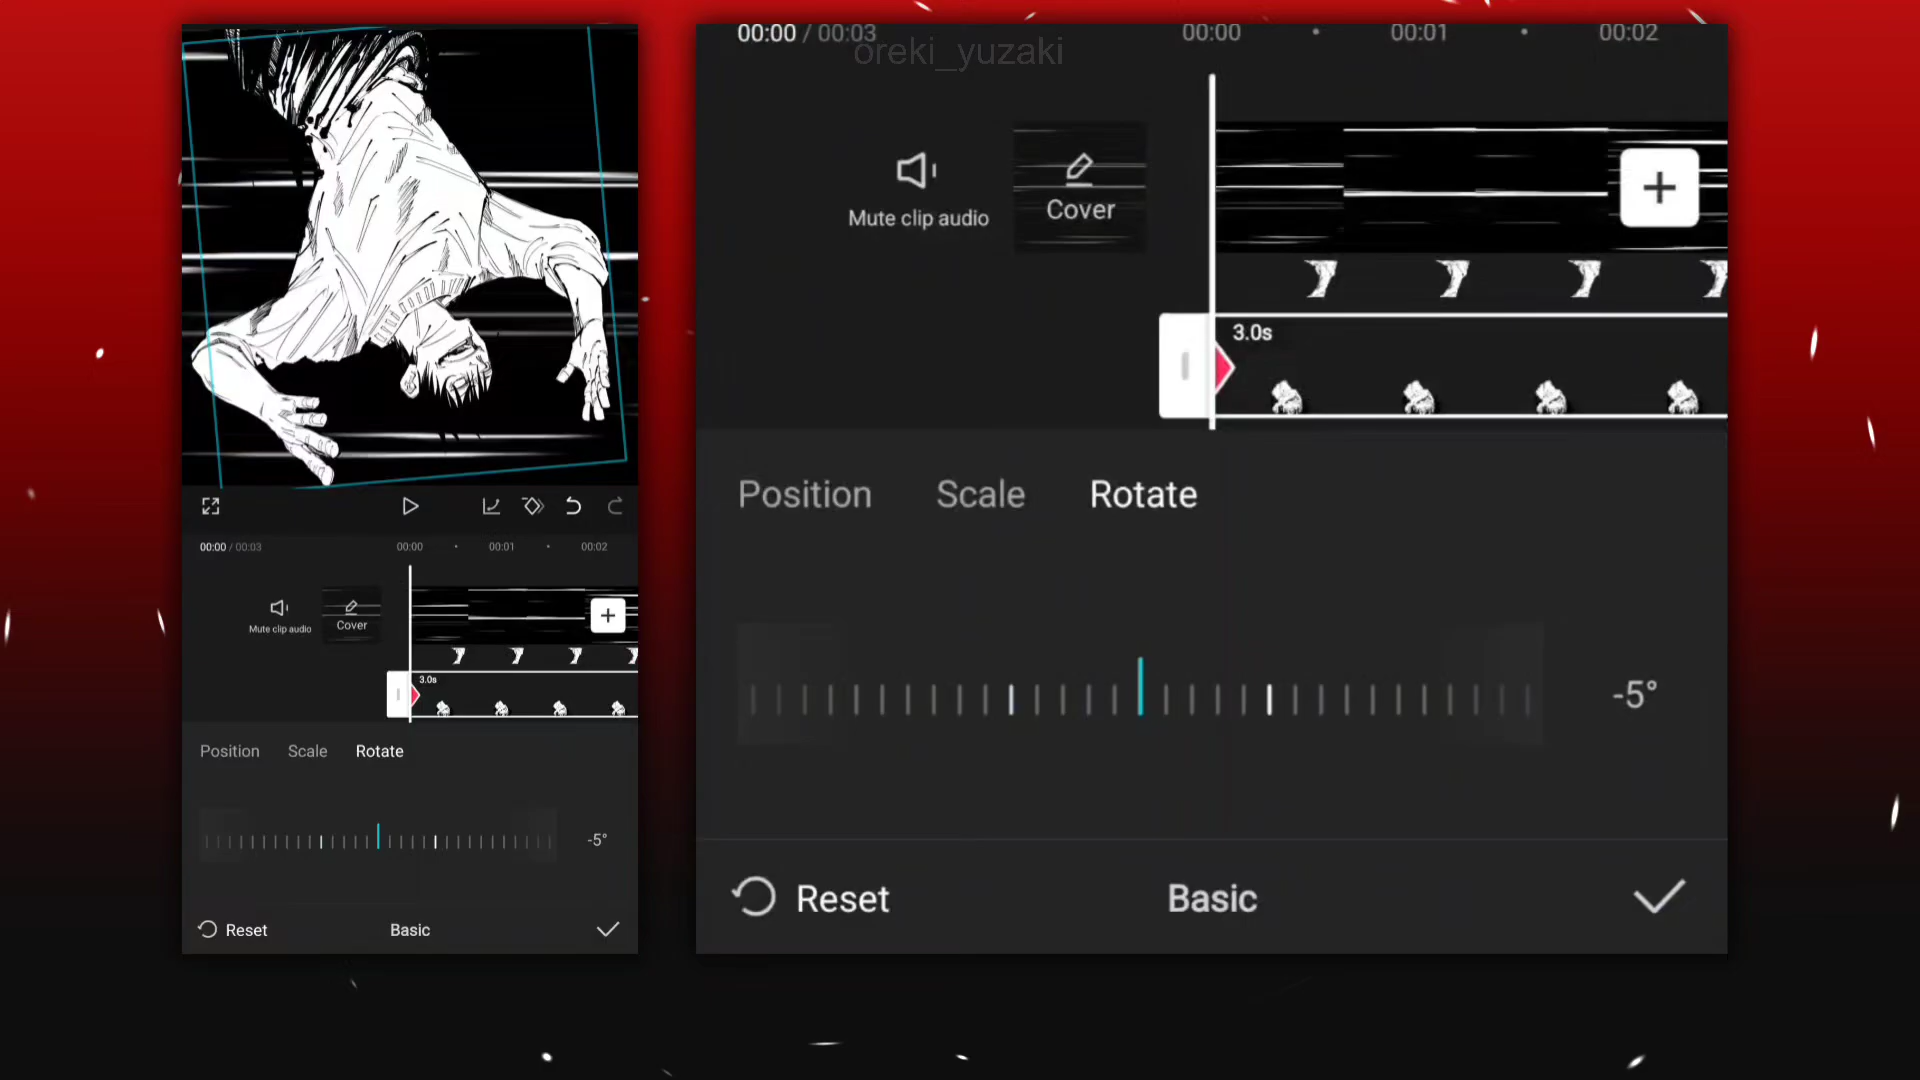 00:00 / 00:03
00:00
00:01
00:02
Mute clip audio
Cover
3.0s
Position
Scale
Rotate
-5°
Reset
Basic
oreki_yuzaki
00:00 / 00:03
00:00
00:01
00:02
Mute clip audio
Cover
3.0s
Position
Scale
Rotate
-5°
Reset
Basic